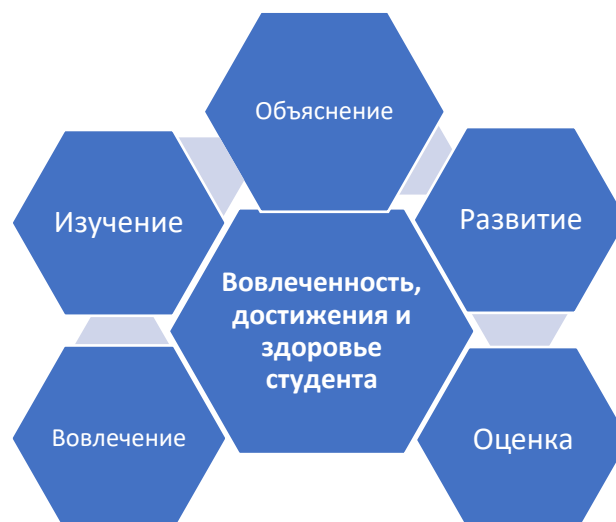 Объяснение
Изучение
Развитие
Вовлеченность,
достижения и
здоровье
студента
Вовлечение
Оценка